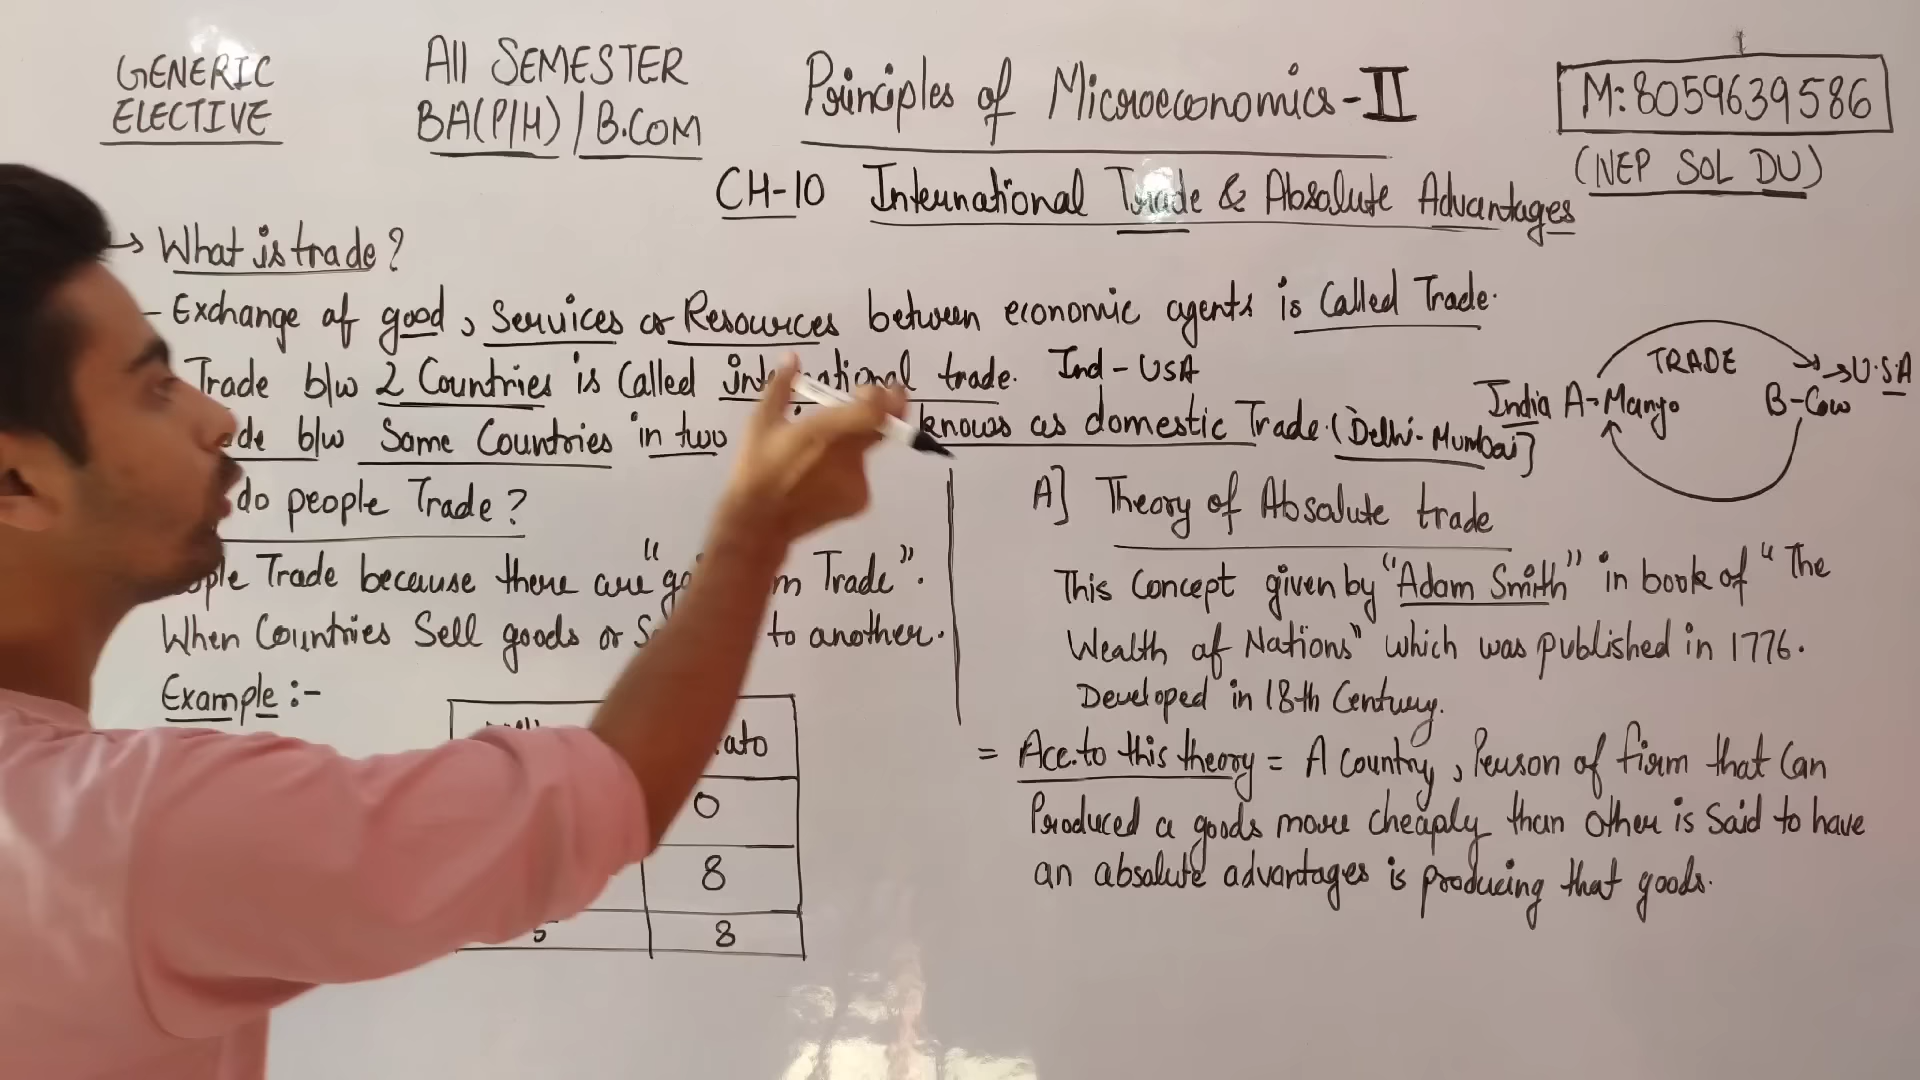 GENERIC
ELECTIVE
All SEMESTER
BA(P/H) / B.COM
Principles of Microeconomics-II
M: 8059639586
(NEP SOL DU)
CH-10 International Trade & Absolute Advantages
→ What is trade?
- Exchange of good, Services or Resources between economic agents is Called Trade.
Trade b/w 2 Countries is Called international trade. Ind - USA
b/w Same Countries in two knows as domestic Trade. (Delhi-Mumbai]
do people Trade?
Trade because there are "ga Trade".
When Countries Sell goods or to another.
Example :-
0
8
5 8
TRADE
India A-Mango B-Cow → U.S.A
A] Theory of Absolute trade
This Concept given by "Adam Smith" in book of "The
Wealth of Nations" which was published in 1776.
Developed in 18th Century.
= Acc. to this theory = A country, Person of firm that Can
Produced a goods more cheaply than other is Said to have
an absolute advantages is producing that goods.